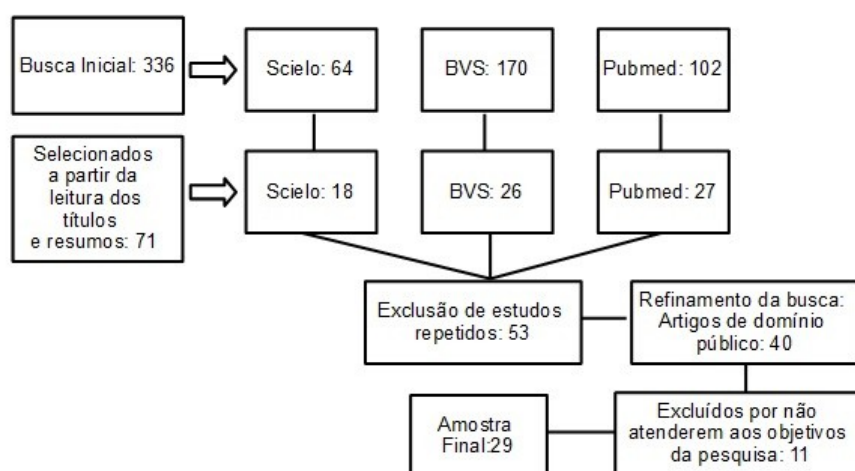 Busca Inicial: 336
Scielo: 64
BVS: 170
Pubmed: 102
Selecionados
a partir da
leitura dos
títulos
e resumos: 71
Scielo: 18
BVS: 26
Pubmed: 27
Exclusão de estudos
repetidos: 53
Refinamento da busca:
Artigos de domínio
público: 40
Amostra
Final:29
Excluídos por não
atenderem aos objetivos
da pesquisa: 11